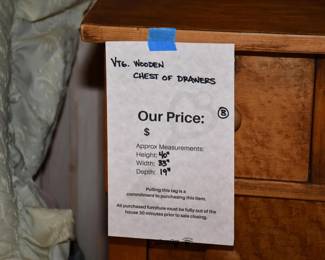 VTG. WOODEN
CHEST OF DRAWERS
Our Price:
B
$
Approx Measurements:
Height: 40"
Width: 33"
Depth: 19"
Pulling this tag is a
commitment to purchasing this item.
All purchased furniture must be fully out of the
house 30 minutes prior to sale closing.